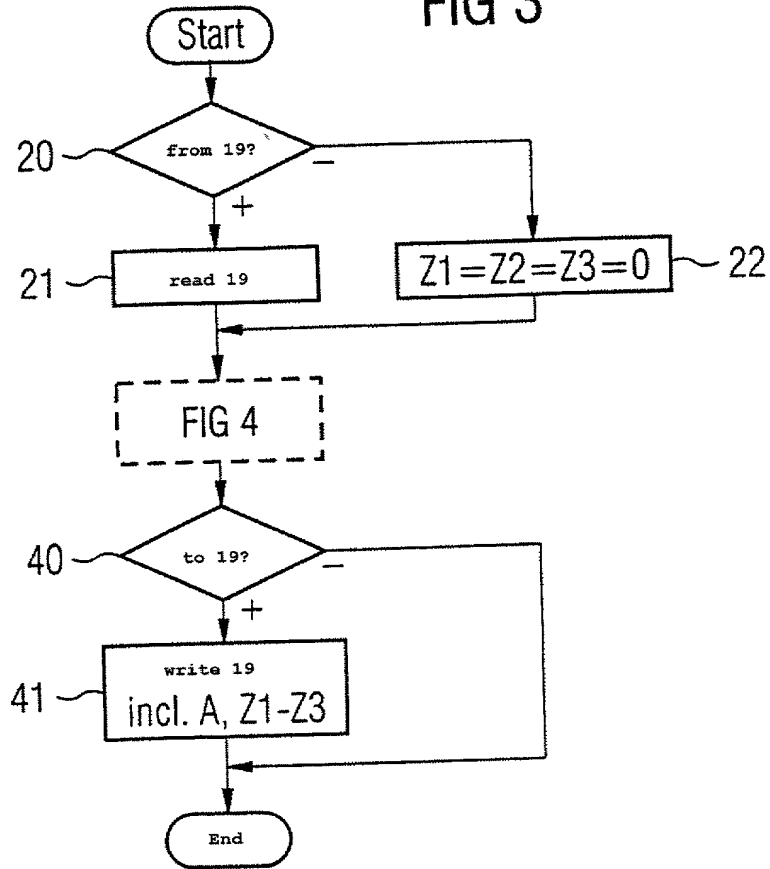 FIG 3
Start
20
from 19?
−
+
21
read 19
Z1=Z2=Z3=0
22
FIG 4
40
to 19?
−
+
41
write 19
incl. A, Z1-Z3
End